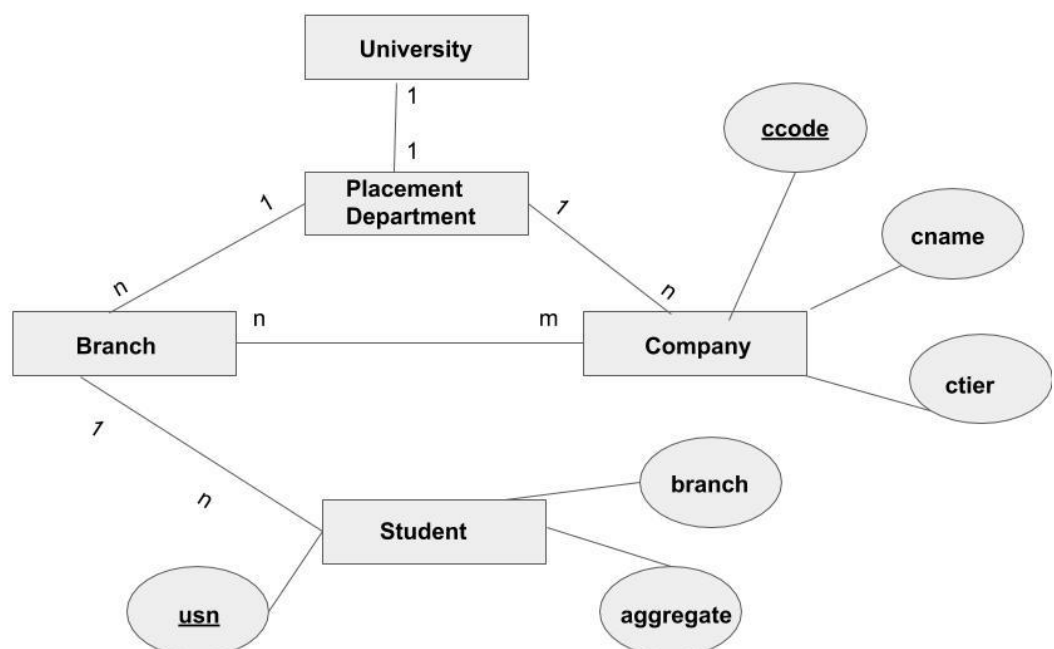 University
1
ccode
1
Placement
Department
1
1
cname
n
n
n
m
Branch
Company
ctier
1
branch
n
Student
usn
aggregate